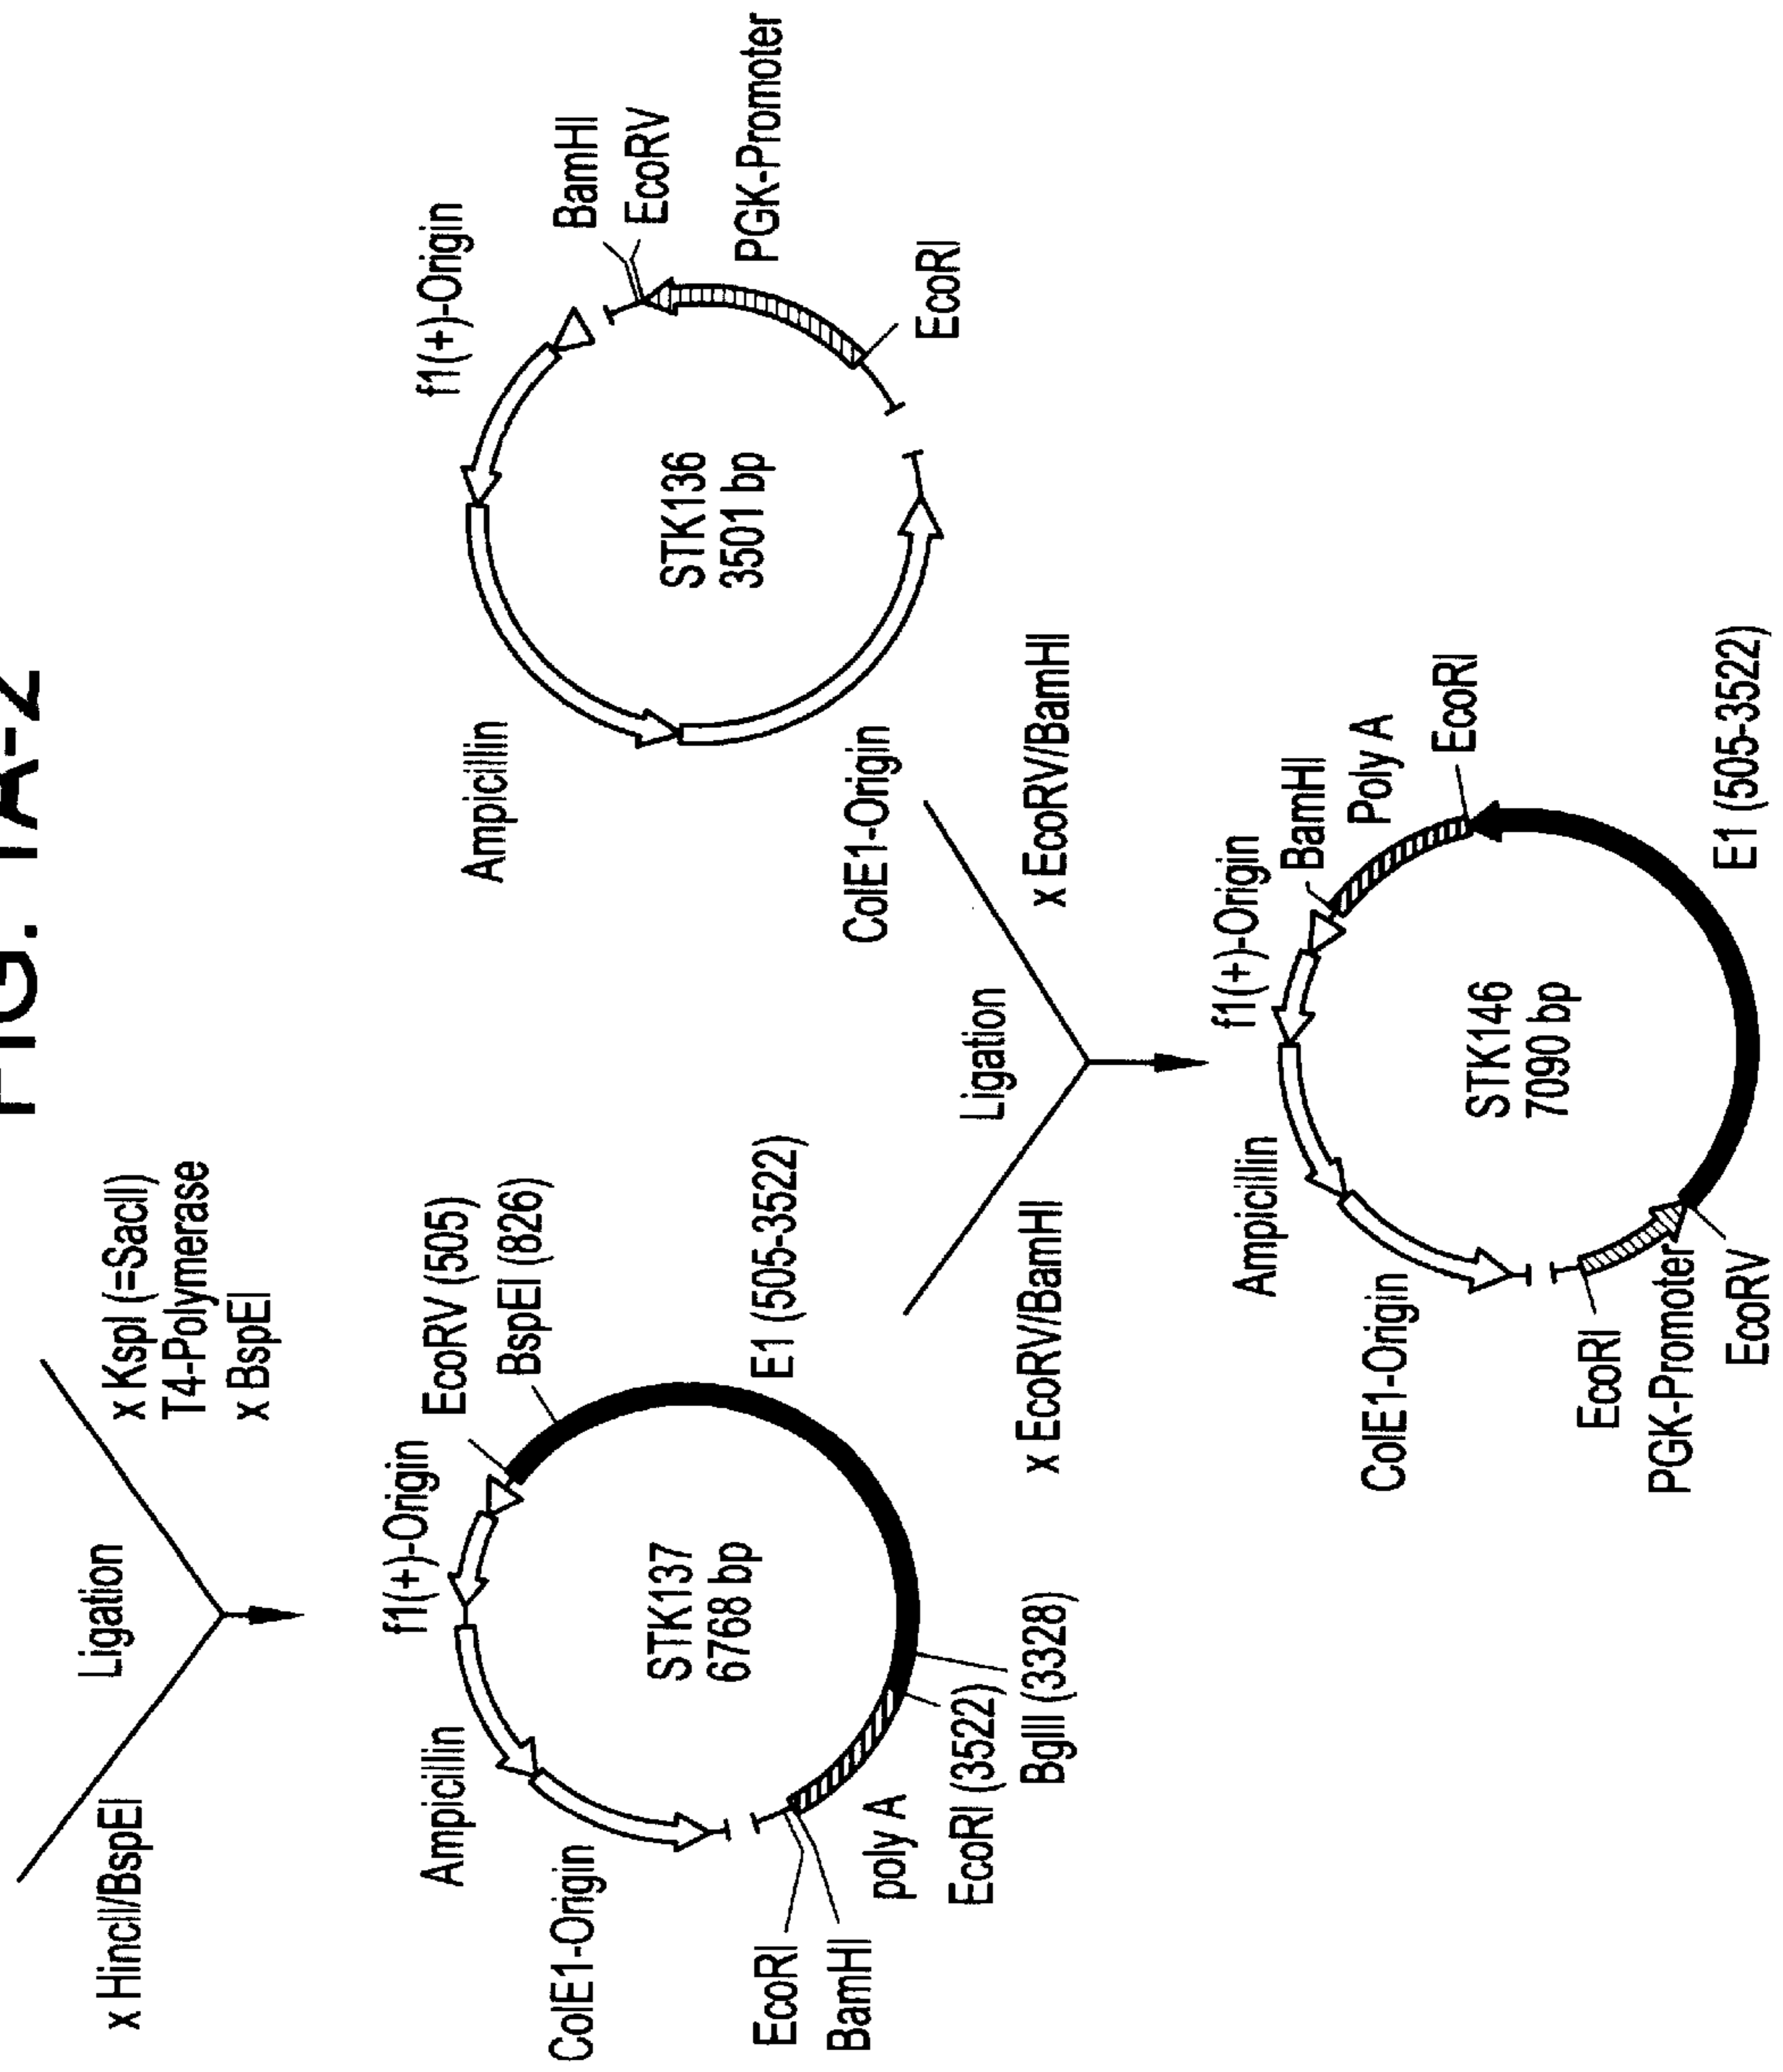 FIG. 1A-2
x HincII/BspEI
Ligation
x KspI (=SacII)
T4-Polymerase
x BspEI
f1(+)-Origin
EcoRV (505)
BspEI (826)
Ampicillin
ColE1-Origin
STK137
6768 bp
E1 (505-3522)
EcoRI
BamHI
poly A
EcoRI (3522)
BglII (3328)
f1(+)-Origin
BamHI
EcoRV
PGK-Promoter
EcoRI
Ampicillin
STK136
3501 bp
ColE1-Origin
x EcoRV/BamHI
Ligation
x EcoRV/BamHI
f1(+)-Origin
BamHI
Poly A
EcoRI
Ampicillin
ColE1-Origin
STK146
7090 bp
EcoRI
PGK-Promoter
EcoRV
E1 (505-3522)